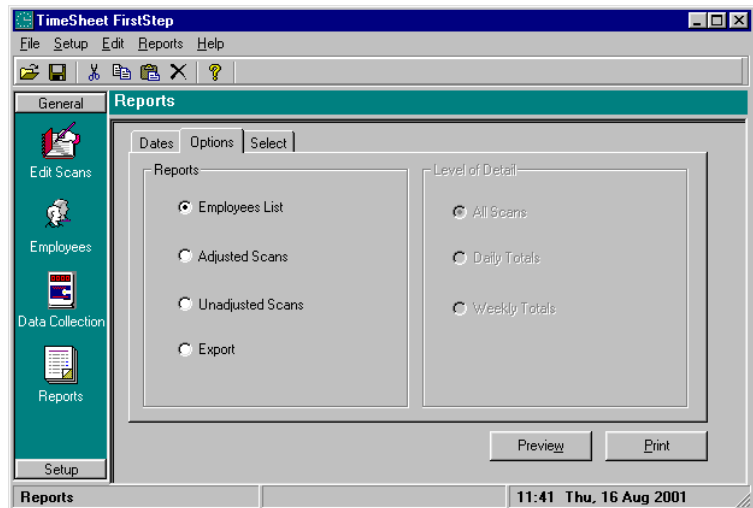 TimeSheet FirstStep
File Setup Edit Reports Help
General
Reports
Edit Scans
Employees
Data Collection
Reports
Setup
Dates Options Select
Reports
Employees List
Adjusted Scans
Unadjusted Scans
Export
Level of Detail
All Scans
Daily Totals
Weekly Totals
Preview Print
Reports 11:41 Thu, 16 Aug 2001